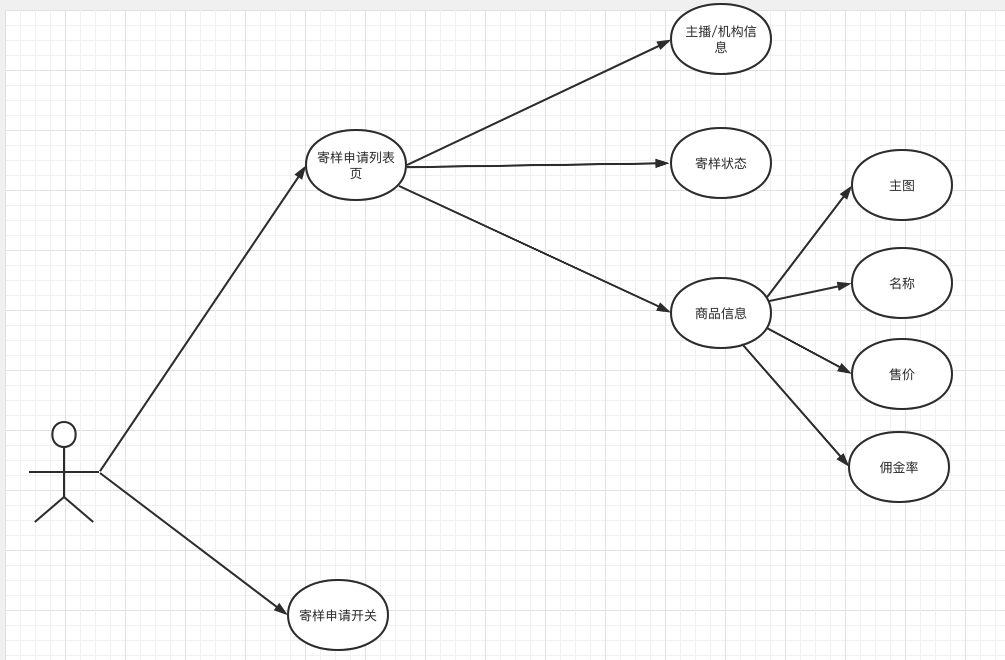 主播/机构信
息
寄样申请列表
页
寄样状态
主图
名称
商品信息
售价
佣金率
寄样申请开关